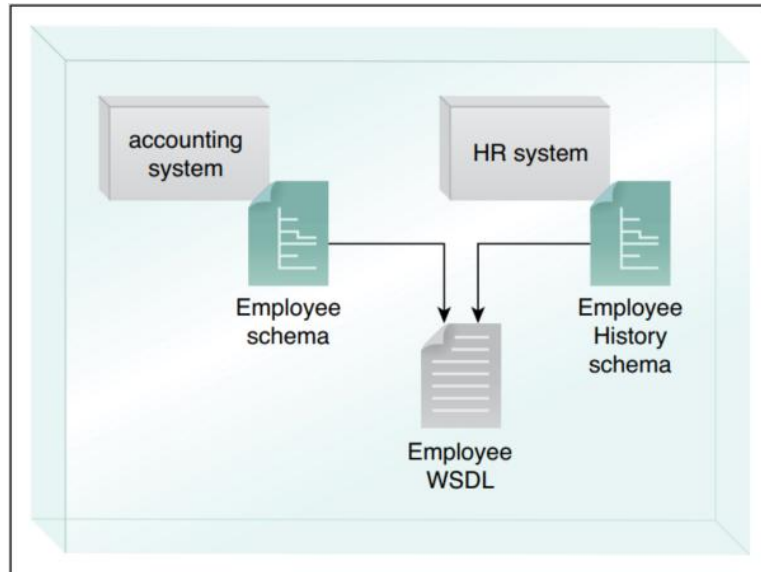 accounting
system
HR system
Employee
schema
Employee
History
schema
Employee
WSDL